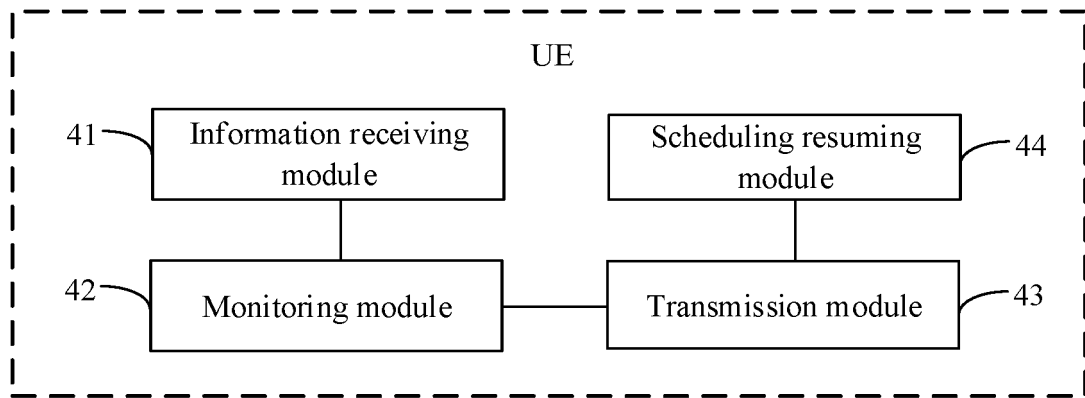 UE
41
Information receiving
module
Scheduling resuming
module
44
42
Monitoring module
Transmission module
43